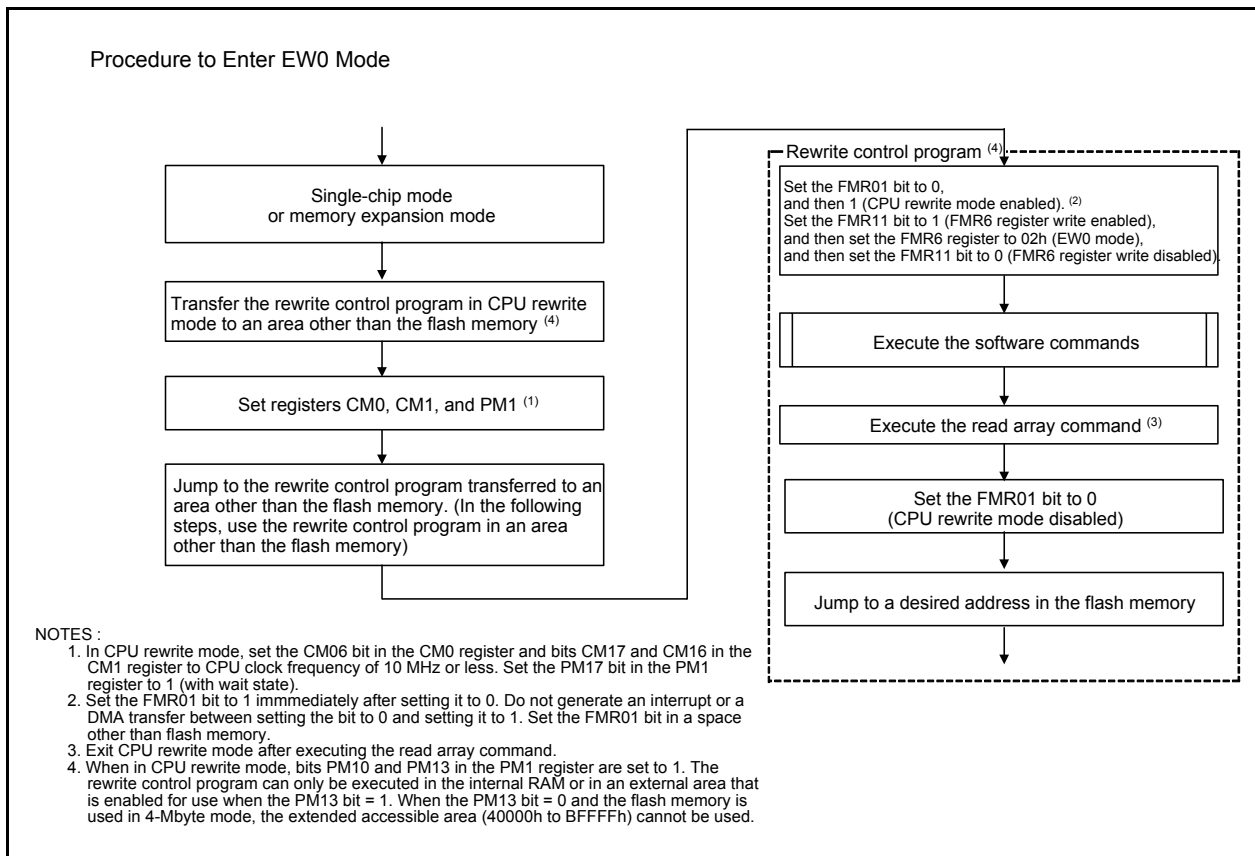 Procedure to Enter EW0 Mode
Single-chip mode
or memory expansion mode
Transfer the rewrite control program in CPU rewrite
mode to an area other than the flash memory (4)
Set registers CM0, CM1, and PM1 (1)
Jump to the rewrite control program transferred to an
area other than the flash memory. (In the following
steps, use the rewrite control program in an area
other than the flash memory)
Rewrite control program (4)
Set the FMR01 bit to 0,
and then 1 (CPU rewrite mode enabled). (2)
Set the FMR11 bit to 1 (FMR6 register write enabled),
and then set the FMR6 register to 02h (EW0 mode),
and then set the FMR11 bit to 0 (FMR6 register write disabled).
Execute the software commands
Execute the read array command (3)
Set the FMR01 bit to 0
(CPU rewrite mode disabled)
Jump to a desired address in the flash memory
NOTES :
1. In CPU rewrite mode, set the CM06 bit in the CM0 register and bits CM17 and CM16 in the
CM1 register to CPU clock frequency of 10 MHz or less. Set the PM17 bit in the PM1
register to 1 (with wait state).
2. Set the FMR01 bit to 1 immmediately after setting it to 0. Do not generate an interrupt or a
DMA transfer between setting the bit to 0 and setting it to 1. Set the FMR01 bit in a space
other than flash memory.
3. Exit CPU rewrite mode after executing the read array command.
4. When in CPU rewrite mode, bits PM10 and PM13 in the PM1 register are set to 1. The
rewrite control program can only be executed in the internal RAM or in an external area that
is enabled for use when the PM13 bit = 1. When the PM13 bit = 0 and the flash memory is
used in 4-Mbyte mode, the extended accessible area (40000h to BFFFFh) cannot be used.